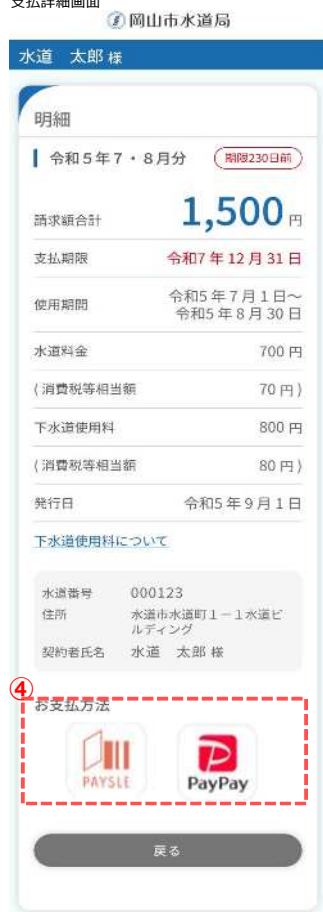 支払詳細画面
岡山市水道局
水道 太郎 様
明細
令和5年7・8月分 期限230日前
請求額合計 1,500 円
支払期限 令和7年12月31日
使用期間 令和5年7月1日～
令和5年8月30日
水道料金 700円
(消費税等相当額 70円)
下水道使用料 800円
(消費税等相当額 80円)
発行日 令和5年9月1日
下水道使用料について
水道番号 000123
住所 水道市水道町1－1水道ビ
ルディング
契約者氏名 水道 太郎 様
④
お支払方法
PAYSLE PayPay
戻る